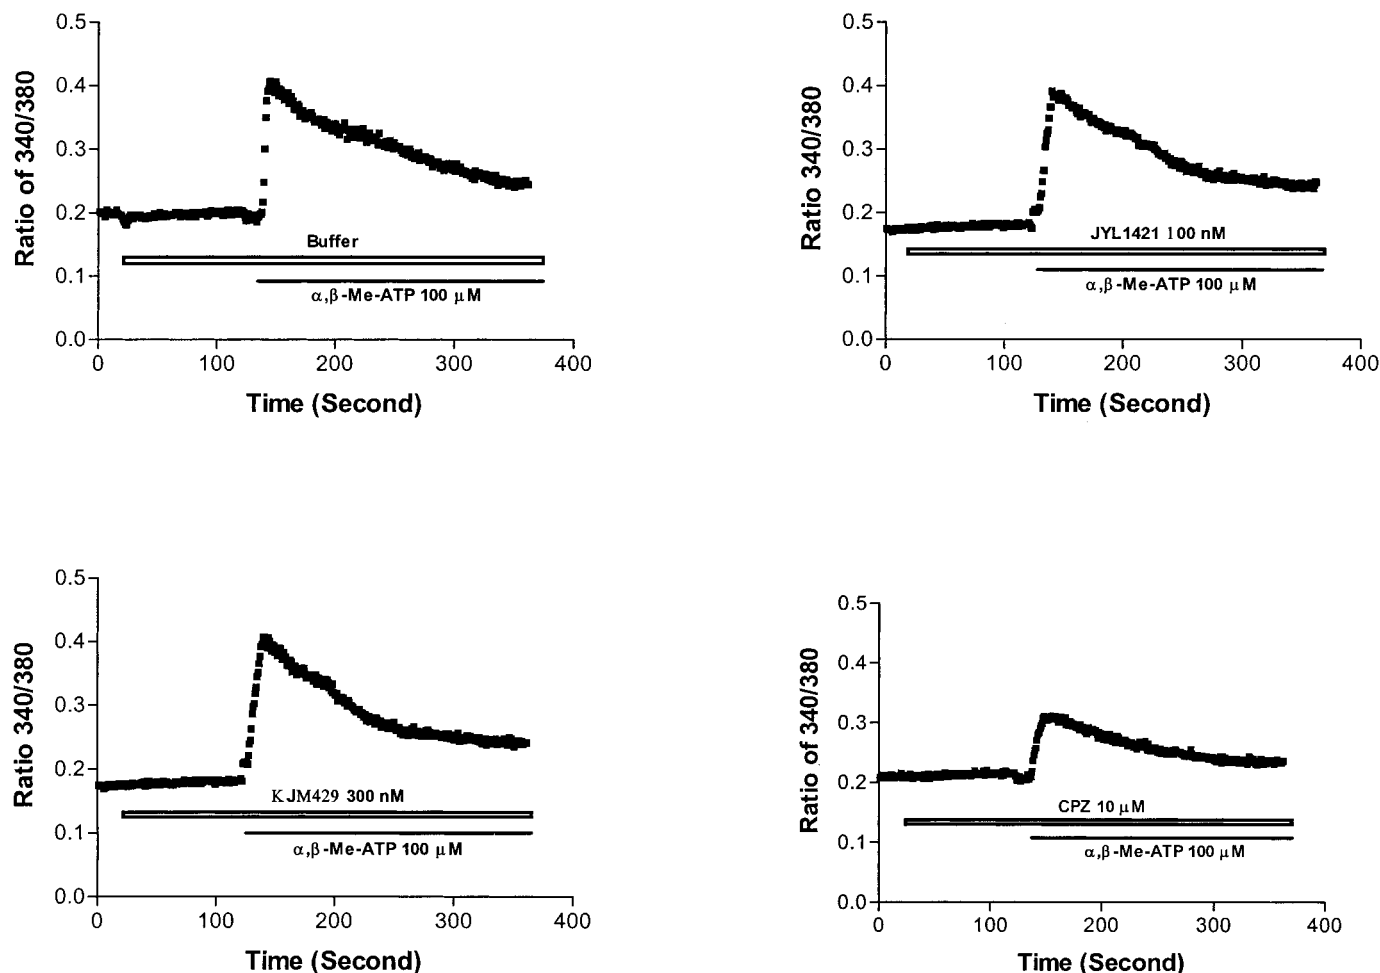 0.5
0.4
0.3
0.2
0.1
0.0
Ratio of 340/380
Buffer
α,β-Me-ATP 100 µM
0 100 200 300 400
Time (Second)
0.5
0.4
0.3
0.2
0.1
0.0
Ratio 340/380
JYL1421 100 nM
α,β-Me-ATP 100 µM
0 100 200 300 400
Time (Second)
0.5
0.4
0.3
0.2
0.1
0.0
Ratio 340/380
KJM429 300 nM
α,β-Me-ATP 100 µM
0 100 200 300 400
Time (Second)
0.5
0.4
0.3
0.2
0.1
0.0
Ratio of 340/380
CPZ 10 µM
α,β-Me-ATP 100 µM
0 100 200 300 400
Time (Second)